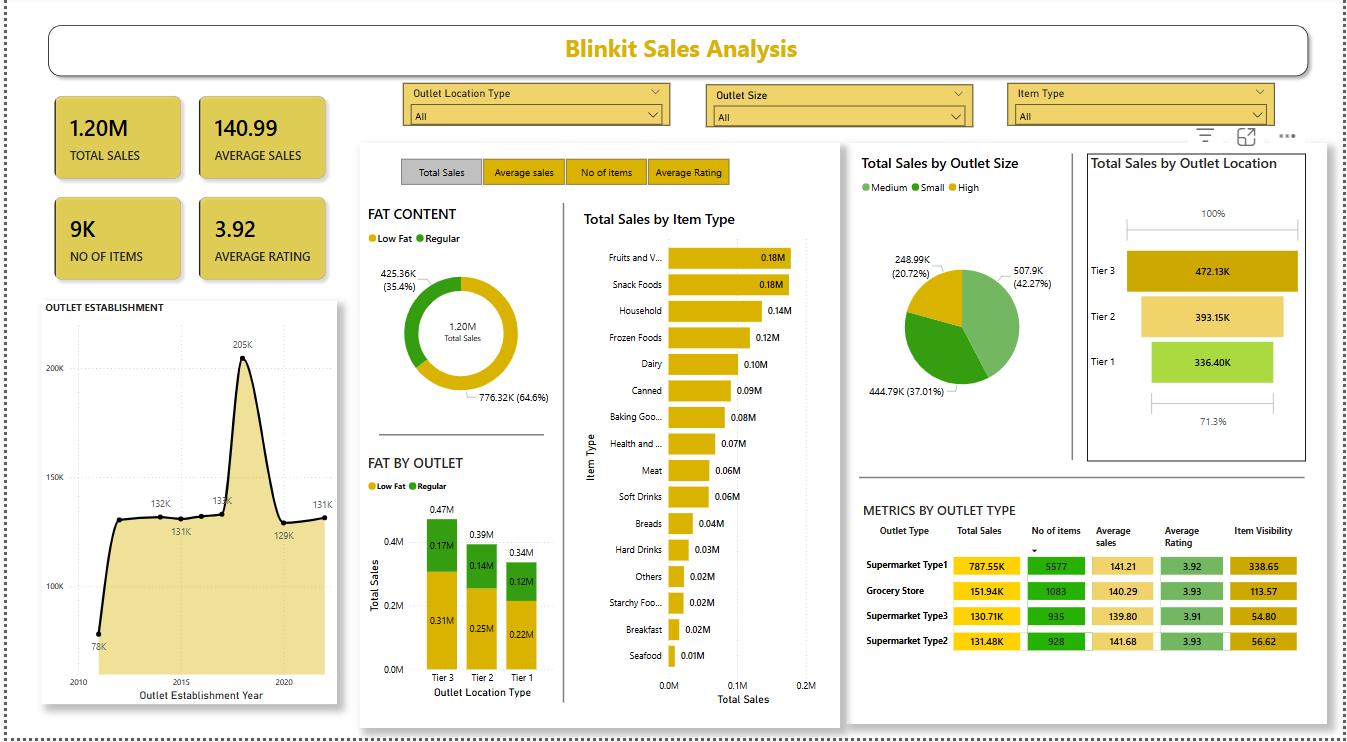 Blinkit Sales Analysis
Outlet Location Type
All
Outlet Size
All
Item Type
All
1.20M
TOTAL SALES
140.99
AVERAGE SALES
9K
NO OF ITEMS
3.92
AVERAGE RATING
OUTLET ESTABLISHMENT
200K
150K
100K
205K
132K
131K
133K
129K
131K
78K
2010
2015
2020
Outlet Establishment Year
Total Sales
Average sales
No of items
Average Rating
FAT CONTENT
Low Fat
Regular
425.36K
(35.4%)
1.20M
Total Sales
776.32K (64.6%)
FAT BY OUTLET
Low Fat
Regular
Total Sales
0.4M
0.2M
0.0M
0.47M
0.17M
0.31M
0.39M
0.14M
0.25M
0.34M
0.12M
0.22M
Tier 3
Tier 2
Tier 1
Outlet Location Type
Total Sales by Item Type
Item Type
Fruits and V... 0.18M
Snack Foods 0.18M
Household 0.14M
Frozen Foods 0.12M
Dairy 0.10M
Canned 0.09M
Baking Goo... 0.08M
Health and ... 0.07M
Meat 0.06M
Soft Drinks 0.06M
Breads 0.04M
Hard Drinks 0.03M
Others 0.02M
Starchy Foo... 0.02M
Breakfast 0.02M
Seafood 0.01M
0.0M
0.1M
0.2M
Total Sales
Total Sales by Outlet Size
Medium
Small
High
248.99K
(20.72%)
507.9K
(42.27%)
444.79K (37.01%)
Total Sales by Outlet Location
100%
Tier 3 472.13K
Tier 2 393.15K
Tier 1 336.40K
71.3%
METRICS BY OUTLET TYPE
Outlet Type Total Sales No of items Average sales Average Rating Item Visibility
Supermarket Type1 787.55K 5577 141.21 3.92 338.65
Grocery Store 151.94K 1083 140.29 3.93 113.57
Supermarket Type3 130.71K 935 139.80 3.91 54.80
Supermarket Type2 131.48K 928 141.68 3.93 56.62